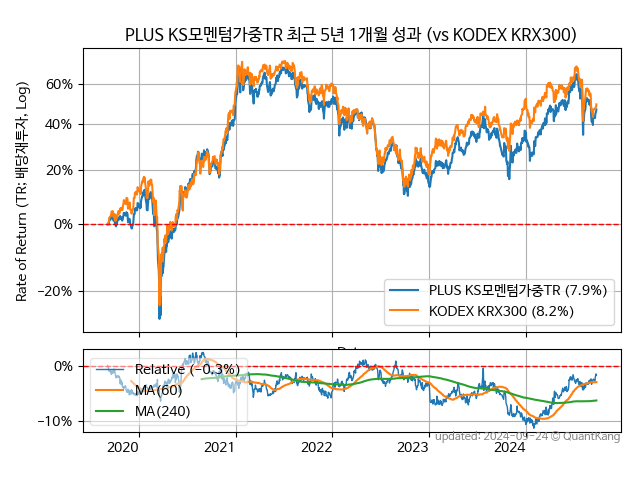 PLUS KS모멘텀가중TR 최근 5년 1개월 성과 (vs KODEX KRX300)
Rate of Return (TR: 배당재투자, Log)
60%
40%
20%
0%
−20%
PLUS KS모멘텀가중TR (7.9%)
KODEX KRX300 (8.2%)
0%
−10%
Relative (−0.3%)
MA(60)
MA(240)
2020
2021
2022
2023
2024
updated: 2024-09-24 © QuantKang